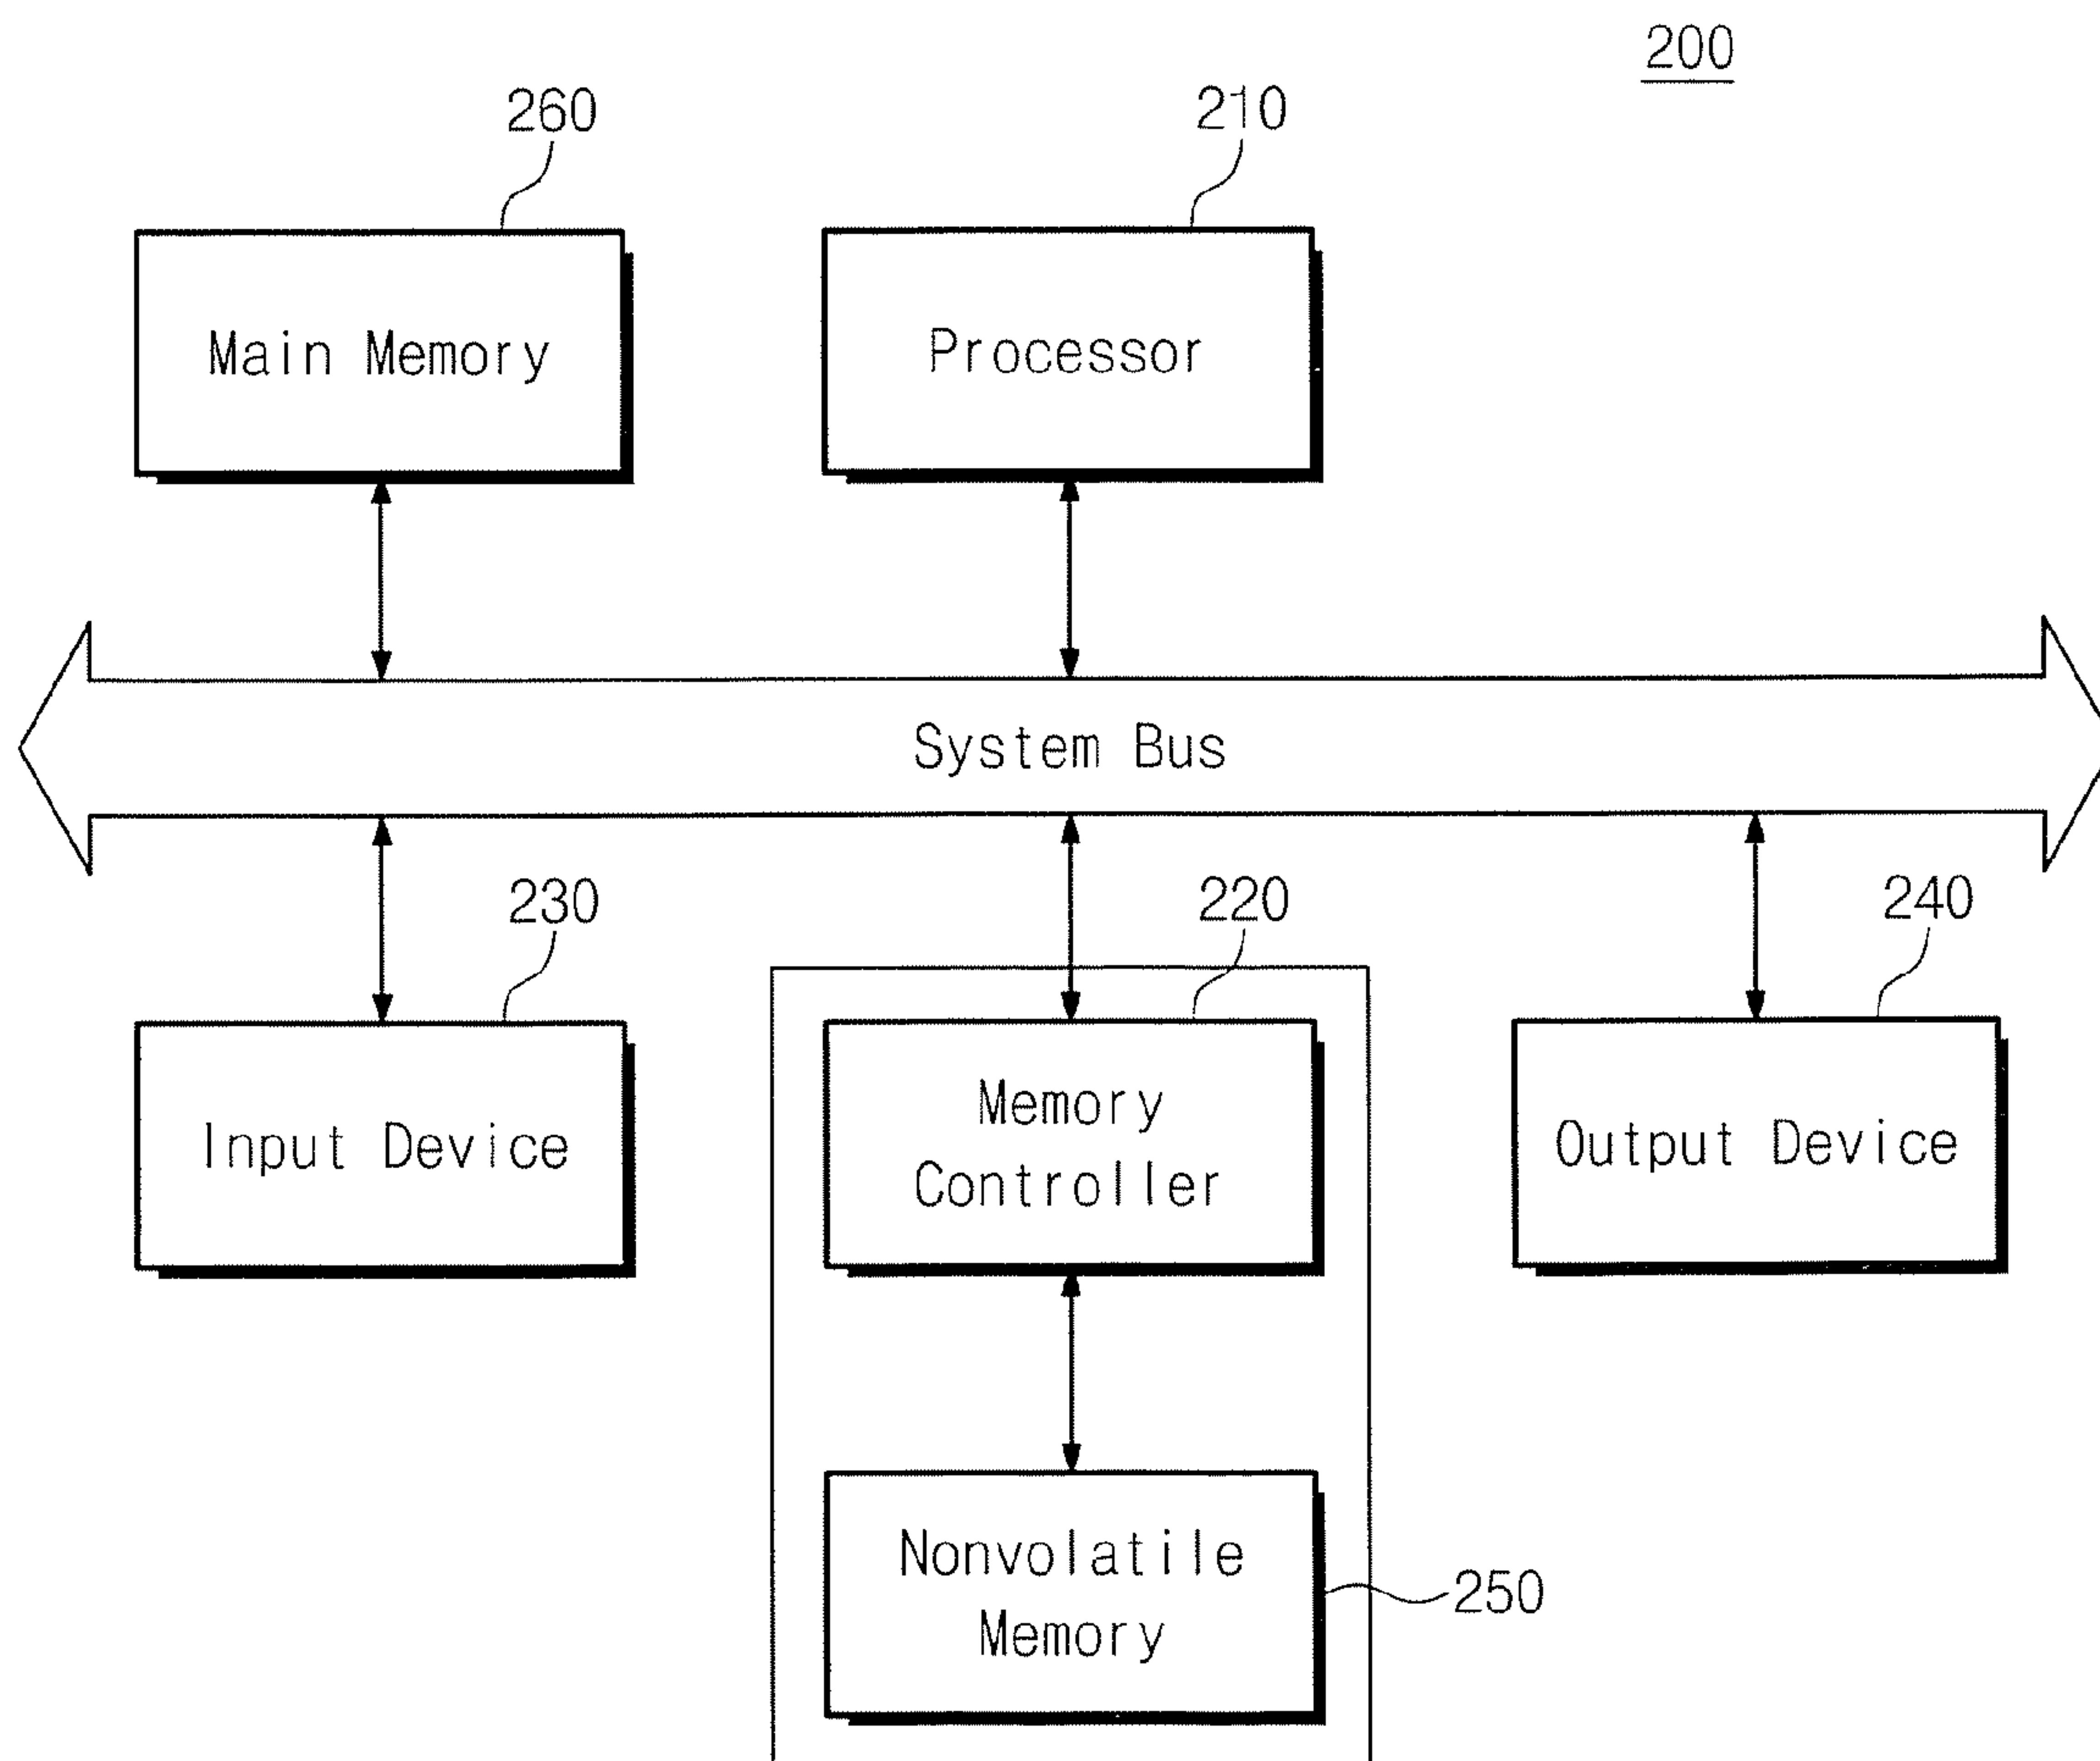 200
260
210
Main Memory
Processor
System Bus
230
220
240
Input Device
Memory
Controller
Output Device
Nonvolatile
Memory
250